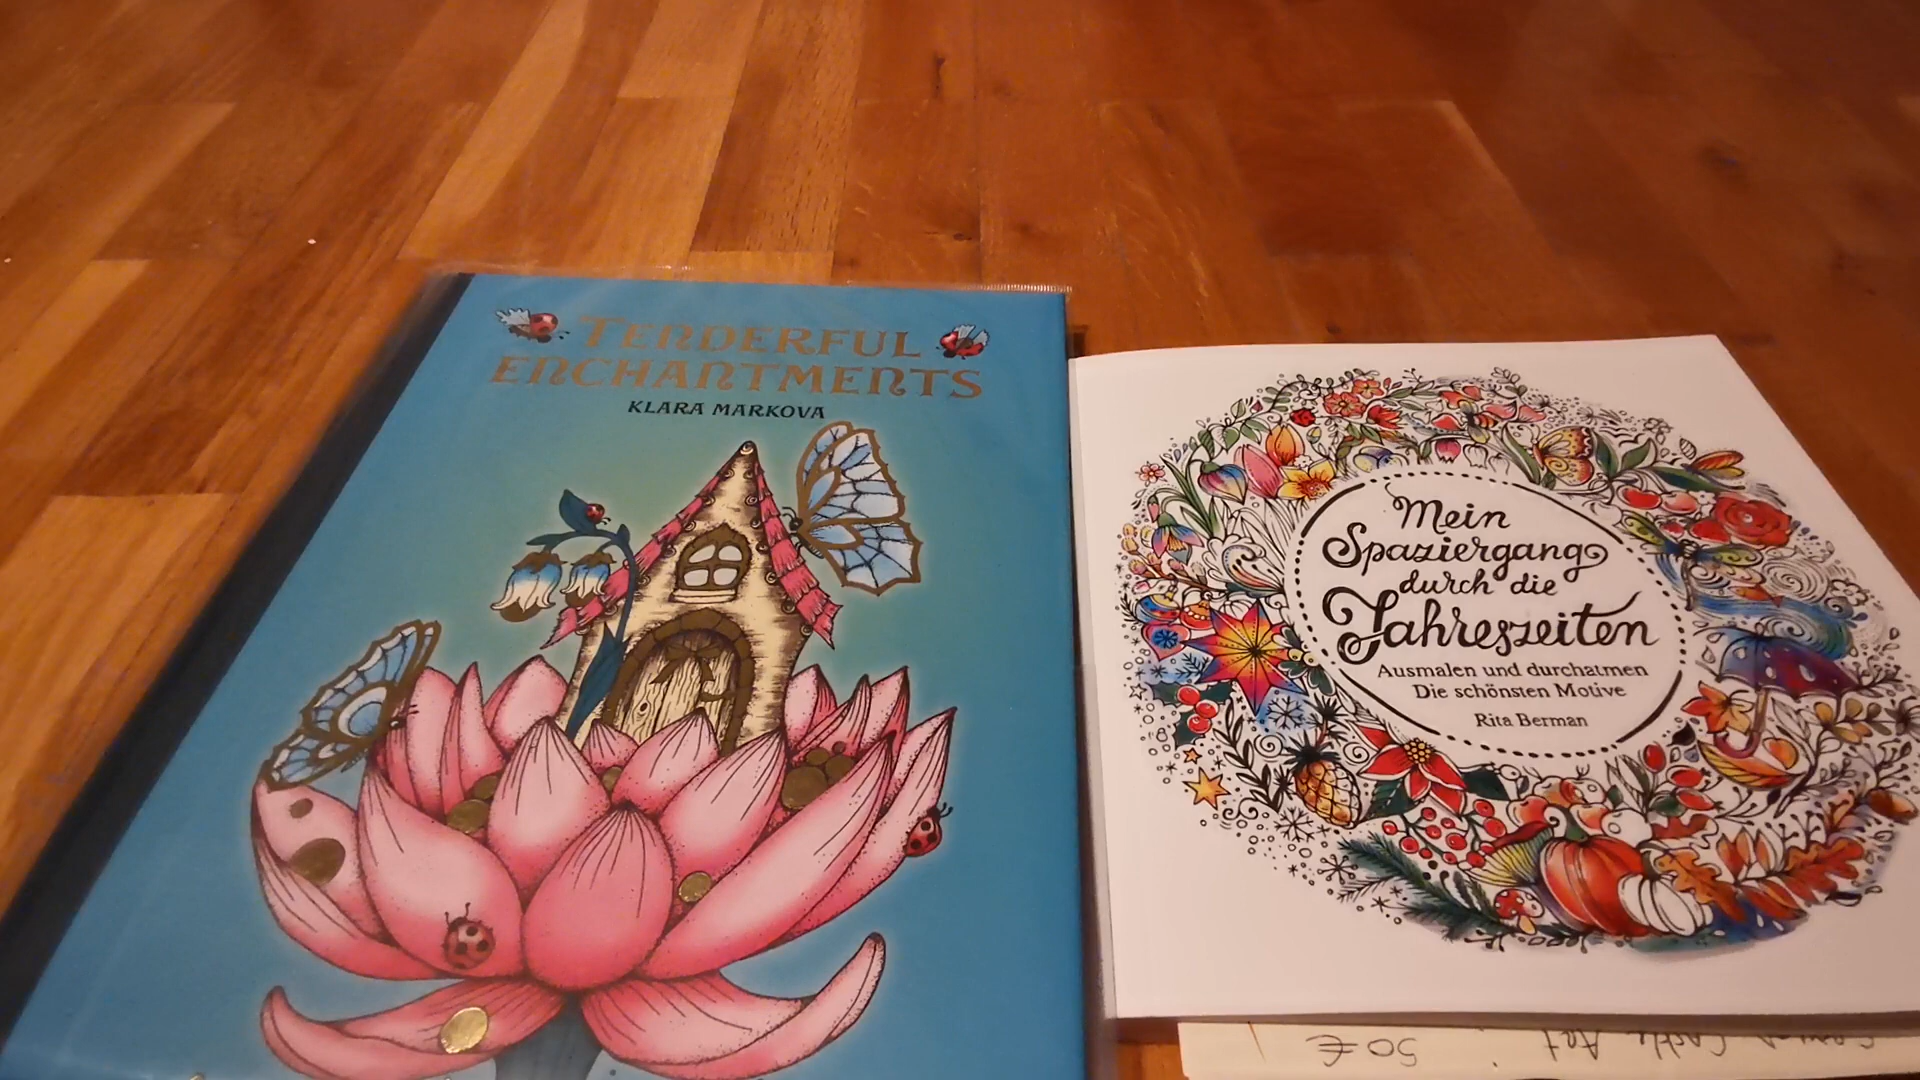 TENDERFUL
ENCHANTMENTS
KLARA MARKOVA
Mein
Spaziergang
durch die
Jahreszeiten
Ausmalen und durchatmen
Die schönsten Motive
Rita Berman
Castle Art
50 €